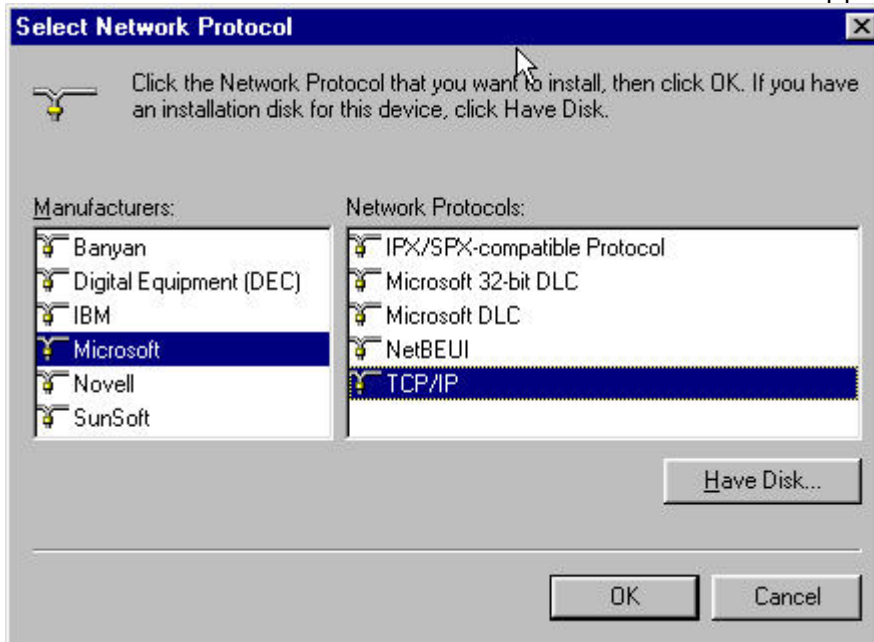 Select Network Protocol
Click the Network Protocol that you want to install, then click OK. If you have
an installation disk for this device, click Have Disk.
Manufacturers:
Banyan
Digital Equipment (DEC)
IBM
Microsoft
Novell
SunSoft
Network Protocols:
IPX/SPX-compatible Protocol
Microsoft 32-bit DLC
Microsoft DLC
NetBEUI
TCP/IP
Have Disk...
OK
Cancel